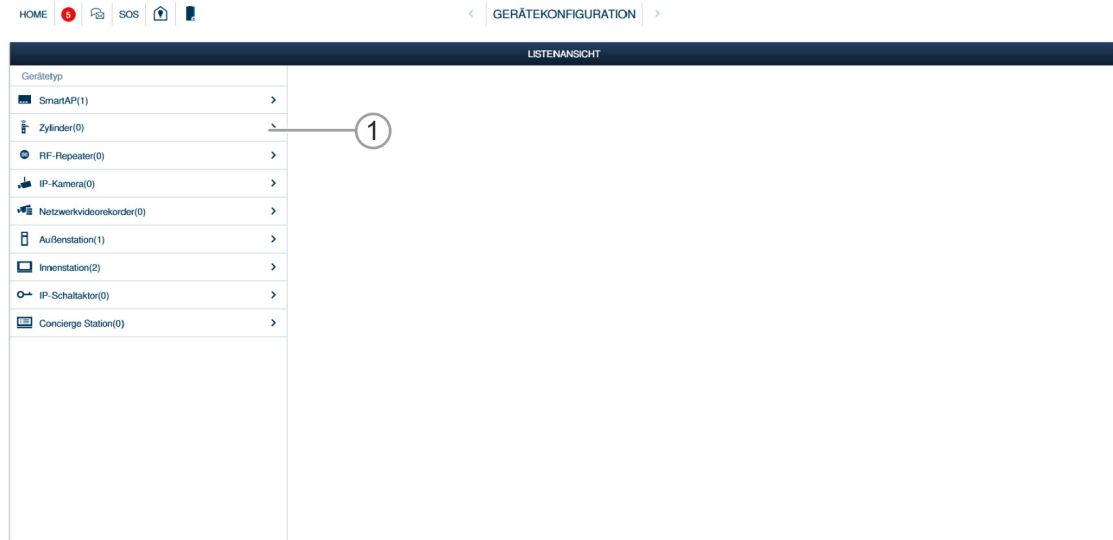 HOME 5 SOS < GERÄTEKONFIGURATION >
LISTENANSICHT
Gerätetyp
SmartAP(1)
Zylinder(0)
1
RF-Repeater(0)
IP-Kamera(0)
Netzwerkvideorekorder(0)
Außenstation(1)
Innenstation(2)
IP-Schaltaktor(0)
Concierge Station(0)